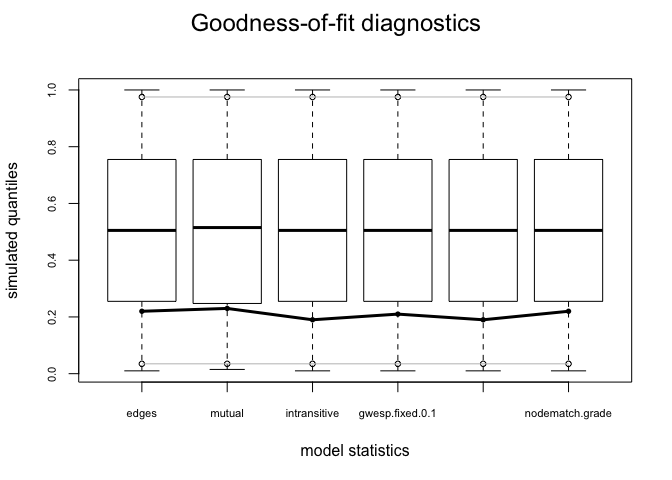 Goodness-of-fit diagnostics
simulated quantiles
1.0
0.8
0.6
0.4
0.2
0.0
edges mutual intransitive gwesp.fixed.0.1 nodematch.grade
model statistics